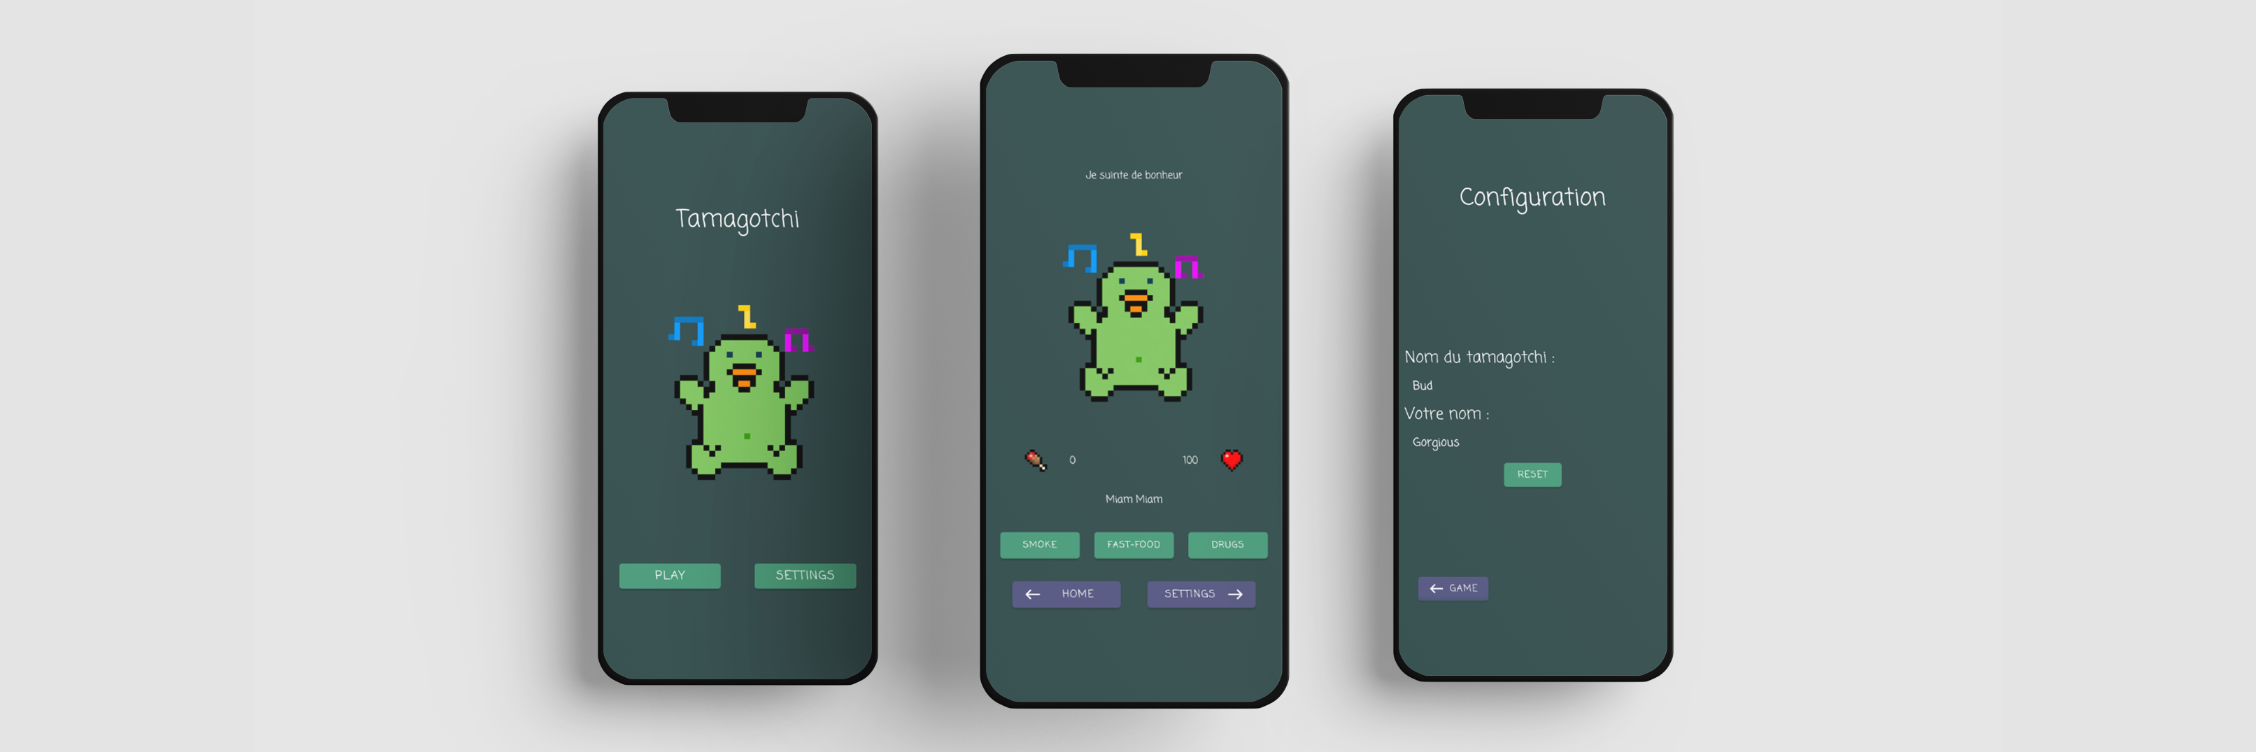 Tamagotchi
PLAY
SETTINGS
Je suinte de bonheur
0
100
Miam Miam
SMOKE
FAST-FOOD
DRUGS
HOME
SETTINGS
Configuration
Nom du tamagotchi :
Bud
Votre nom :
Gorgious
RESET
GAME